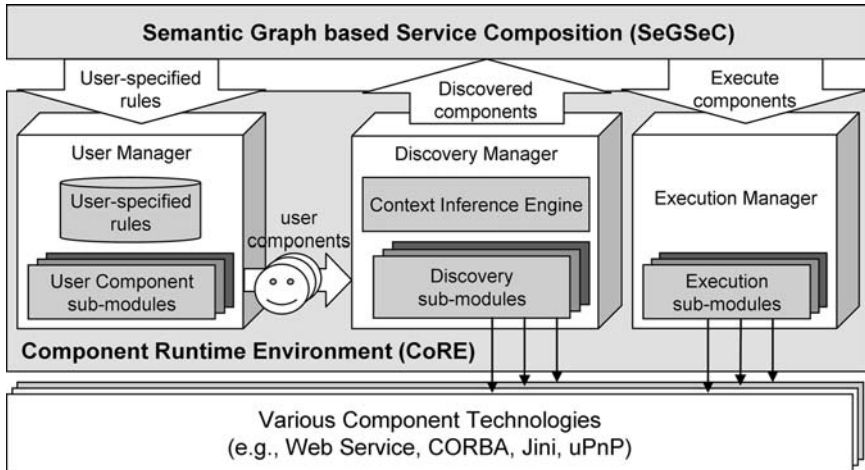 Semantic Graph based Service Composition (SeGSeC)
User-specified
rules
Discovered
components
Execute
components
User Manager
User-specified
rules
User Component
sub-modules
user
components
Discovery Manager
Context Inference Engine
Discovery
sub-modules
Execution Manager
Execution
sub-modules
Component Runtime Environment (CoRE)
Various Component Technologies
(e.g., Web Service, CORBA, Jini, uPnP)